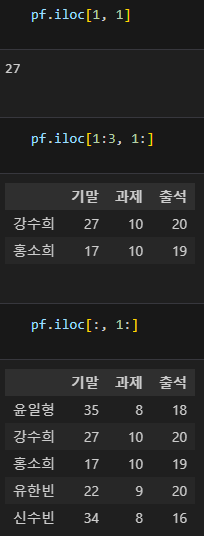 pf.iloc[1, 1]
27
pf.iloc[1:3, 1:]
기말 과제 출석
강수희 27 10 20
홍소희 17 10 19
pf.iloc[:, 1:]
기말 과제 출석
윤일형 35 8 18
강수희 27 10 20
홍소희 17 10 19
유한빈 22 9 20
신수빈 34 8 16